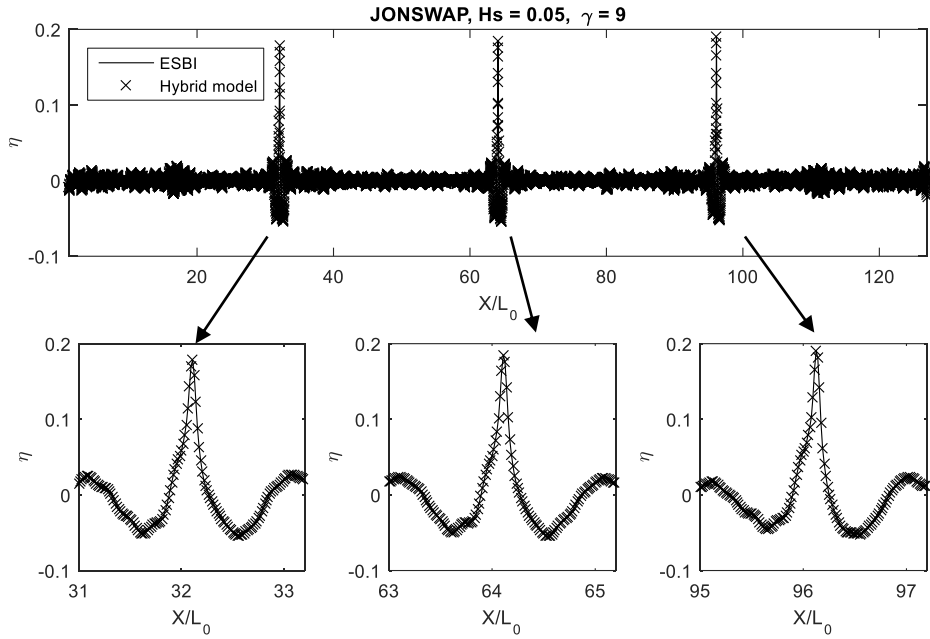 JONSWAP, Hs = 0.05, γ = 9
0.2
0.1
0
-0.1
η
ESBI
Hybrid model
20 40 60 80 100 120
X/L₀
0.2
0.1
0
-0.1
η
31 32 33
X/L₀
0.2
0.1
0
-0.1
η
63 64 65
X/L₀
0.2
0.1
0
-0.1
η
95 96 97
X/L₀